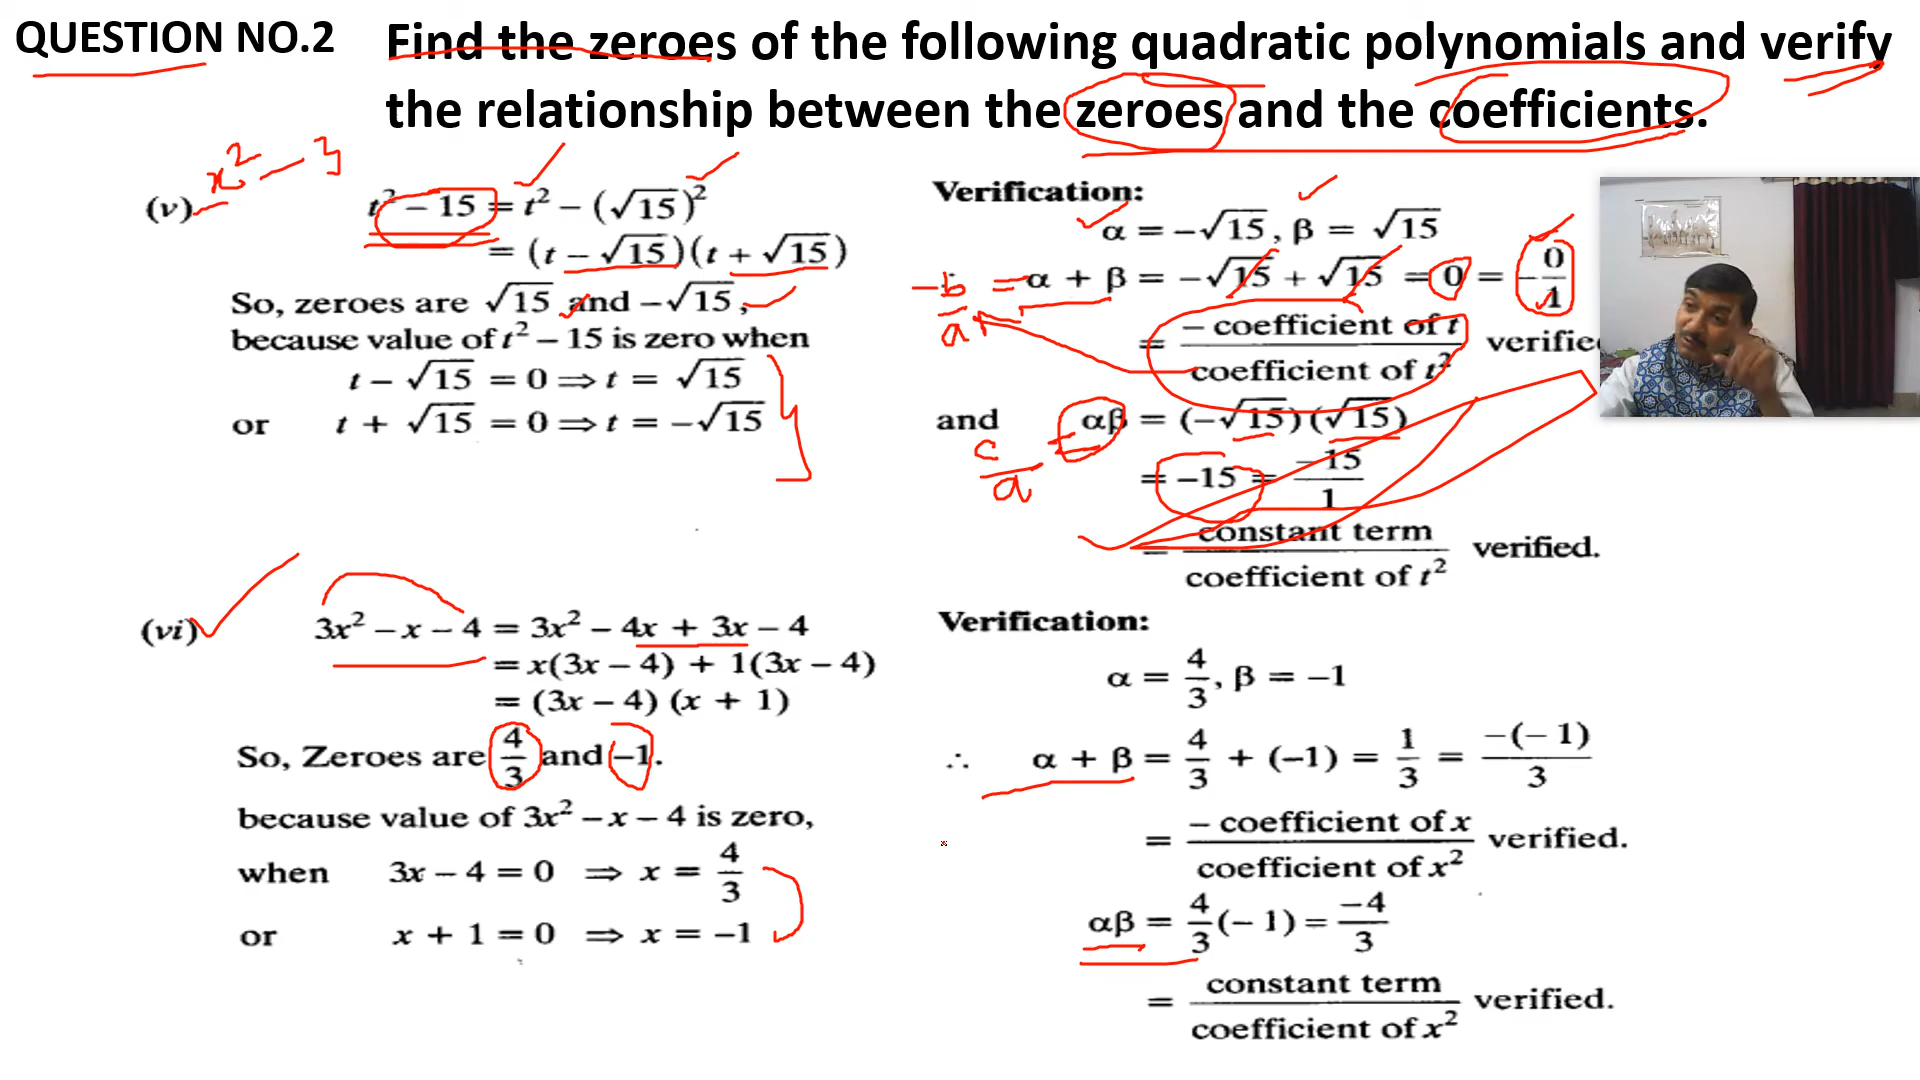 QUESTION NO.2
Find the zeroes of the following quadratic polynomials and verify
the relationship between the zeroes and the coefficients.
x² – 3
(v) t² – 15 = t² – (√15)²
= (t – √15)(t + √15)
So, zeroes are √15 and –√15,
because value of t² – 15 is zero when
t – √15 = 0 ⇒ t = √15
or t + √15 = 0 ⇒ t = –√15
Verification:
α = –√15, β = √15
-b/a = α + β = –√15 + √15 = 0 = –0/1
= – coefficient of t / coefficient of t² verifie
and αβ = (–√15)(√15)
c/a =
= –15 = –15/1
= constant term / coefficient of t² verified.
(vi) 3x² – x – 4 = 3x² – 4x + 3x – 4
= x(3x – 4) + 1(3x – 4)
= (3x – 4) (x + 1)
So, Zeroes are 4/3 and –1.
because value of 3x² – x – 4 is zero,
when 3x – 4 = 0 ⇒ x = 4/3
or x + 1 = 0 ⇒ x = –1
Verification:
α = 4/3, β = –1
∴ α + β = 4/3 + (–1) = 1/3 = –(– 1)/3
= – coefficient of x / coefficient of x² verified.
αβ = 4/3(– 1) = –4/3
= constant term / coefficient of x² verified.